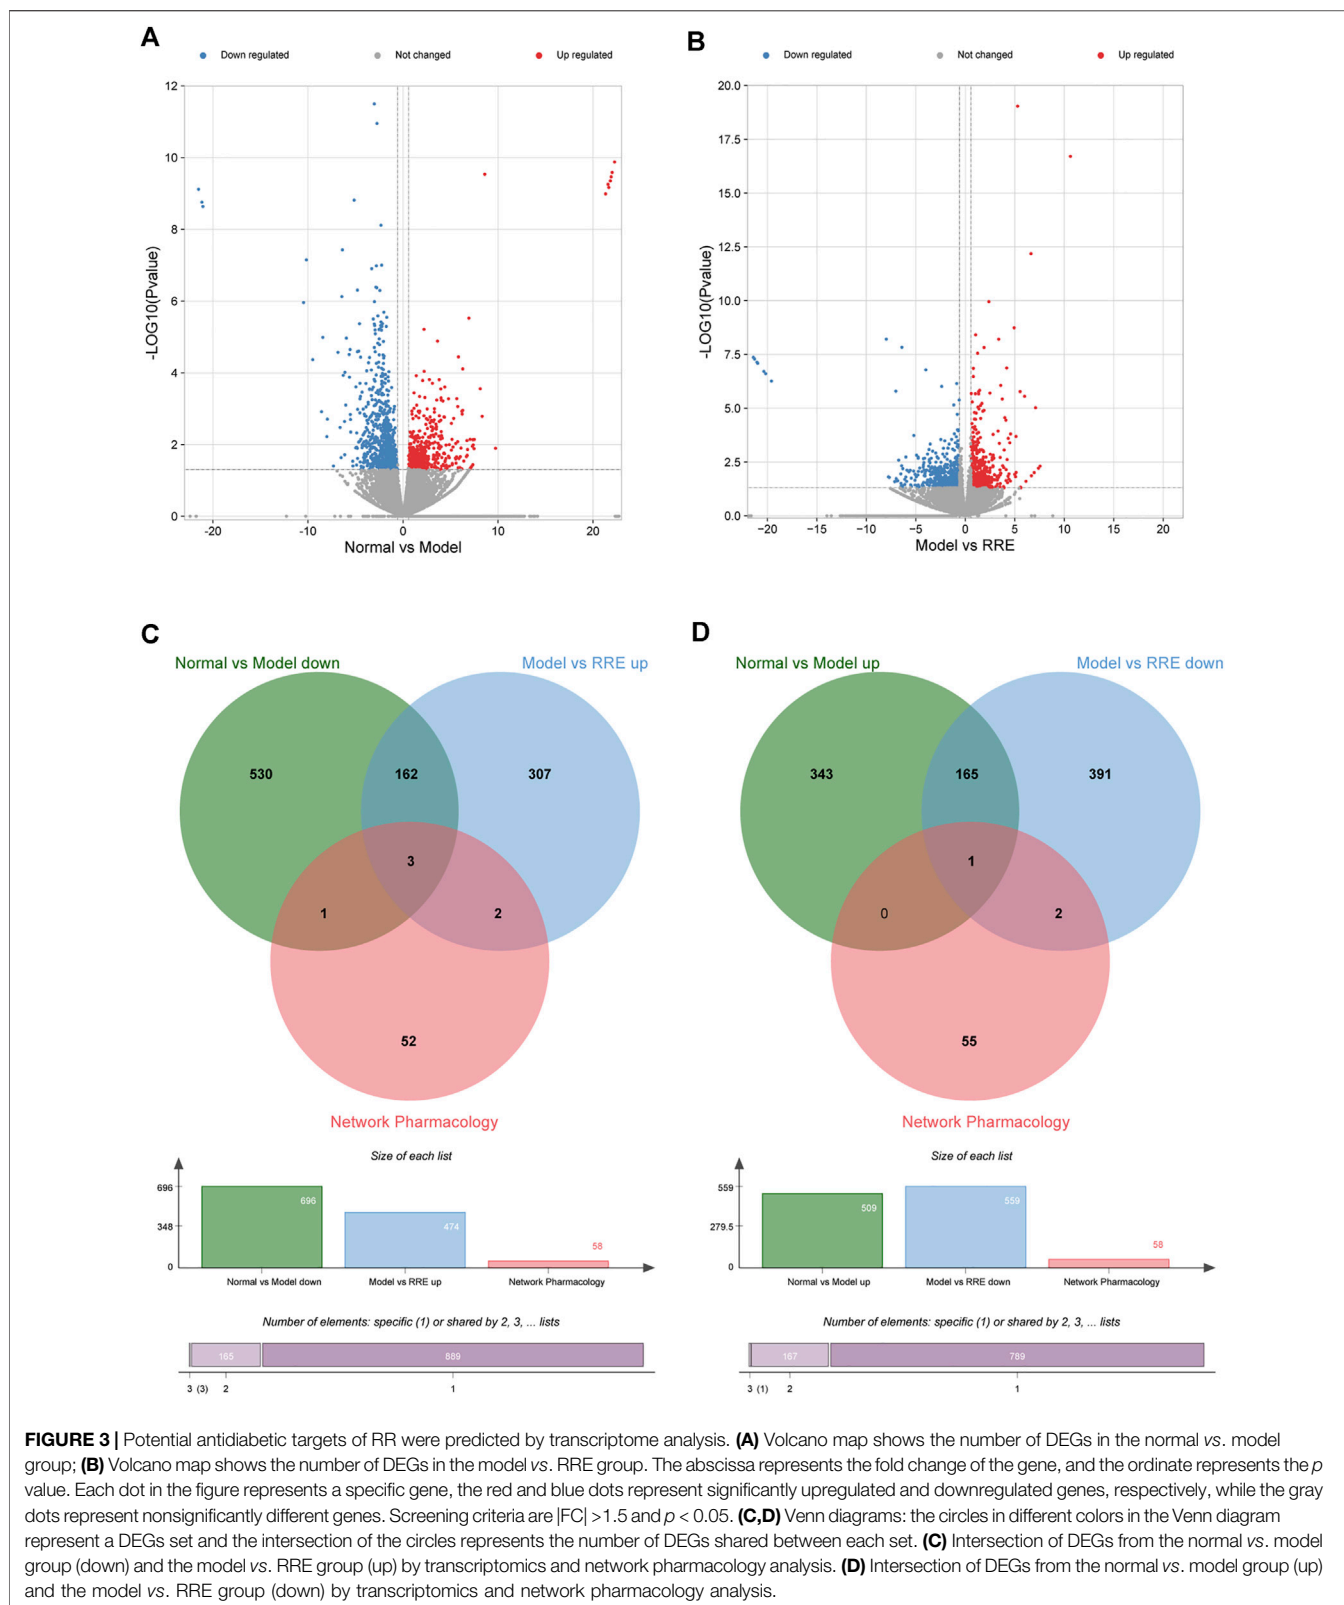 A
B
Down regulated
Not changed
Up regulated
Down regulated
Not changed
Up regulated
12
10
8
6
4
2
0
-LOG10(Pvalue)
-20
-10
0
10
20
Normal vs Model
20.0
17.5
15.0
12.5
10.0
7.5
5.0
2.5
0.0
-LOG10(Pvalue)
−20
−15
−10
−5
0
5
10
15
20
Model vs RRE
C
Normal vs Model down
Model vs RRE up
530
162
307
3
1
2
52
Network Pharmacology
Size of each list
696
348
0
696
474
58
Normal vs Model down
Model vs RRE up
Network Pharmacology
Number of elements: specific (1) or shared by 2, 3, ... lists
165
889
3 (3)
2
1
D
Normal vs Model up
Model vs RRE down
343
165
391
1
0
2
55
Network Pharmacology
Size of each list
559
279.5
0
509
559
58
Normal vs Model up
Model vs RRE down
Network Pharmacology
Number of elements: specific (1) or shared by 2, 3, ... lists
167
789
3 (1)
2
1
FIGURE 3 | Potential antidiabetic targets of RR were predicted by transcriptome analysis. (A) Volcano map shows the number of DEGs in the normal vs. model
group; (B) Volcano map shows the number of DEGs in the model vs. RRE group. The abscissa represents the fold change of the gene, and the ordinate represents the p
value. Each dot in the figure represents a specific gene, the red and blue dots represent significantly upregulated and downregulated genes, respectively, while the gray
dots represent nonsignificantly different genes. Screening criteria are |FC| >1.5 and p < 0.05. (C,D) Venn diagrams: the circles in different colors in the Venn diagram
represent a DEGs set and the intersection of the circles represents the number of DEGs shared between each set. (C) Intersection of DEGs from the normal vs. model
group (down) and the model vs. RRE group (up) by transcriptomics and network pharmacology analysis. (D) Intersection of DEGs from the normal vs. model group (up)
and the model vs. RRE group (down) by transcriptomics and network pharmacology analysis.